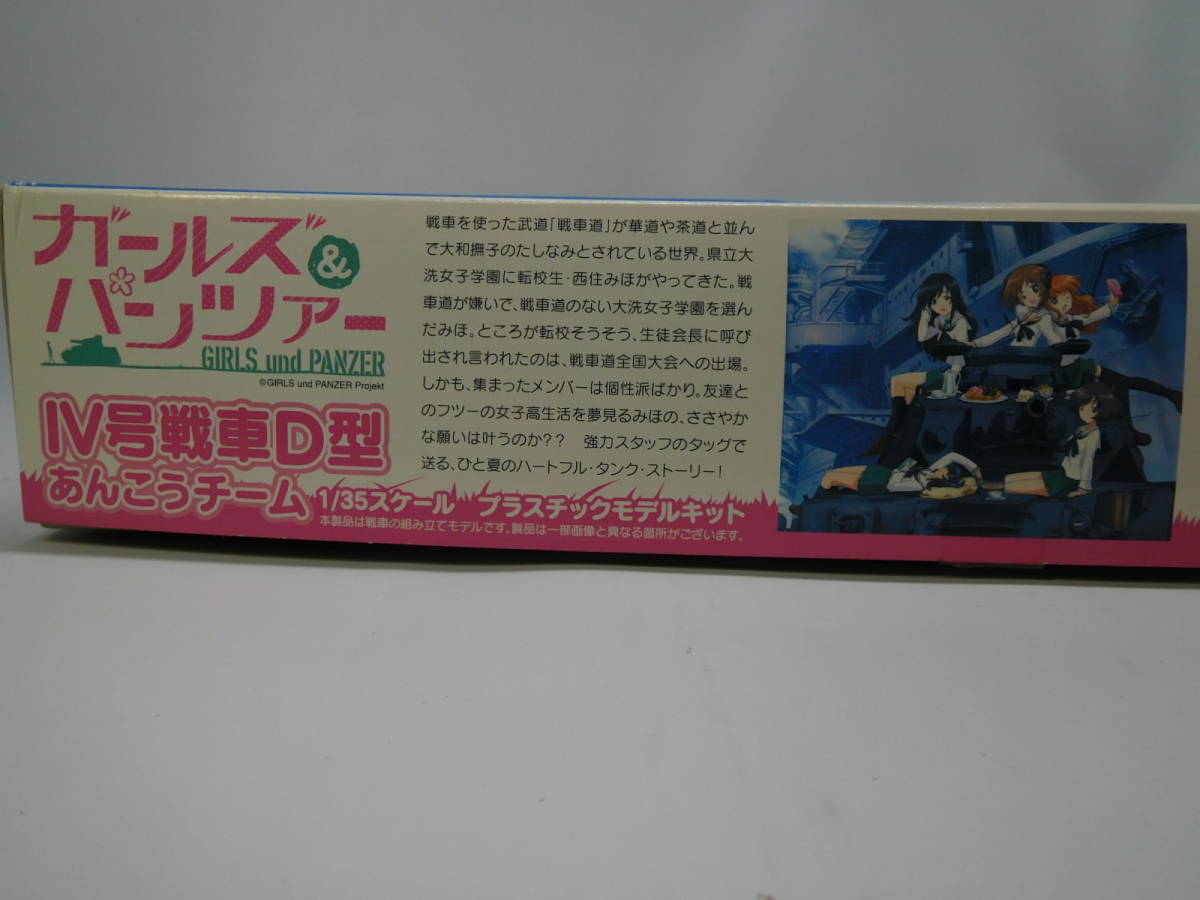 ガールズ&
パンツァー
GIRLS und PANZER
©GIRLS und PANZER Projekt
IV号戦車D型
あんこうチーム
1/35スケール プラスチックモデルキット
本製品は戦車の組み立てモデルです。製品は一部画像と異なる箇所がございます。
戦車を使った武道「戦車道」が華道や茶道と並ん
で大和撫子のたしなみとされている世界。県立大
洗女子学園に転校生・西住みほがやってきた。戦
車道が嫌いで、戦車道のない大洗女子学園を選ん
だみほ。ところが転校そうそう、生徒会長に呼び
出され言われたのは、戦車道全国大会への出場。
しかも、集まったメンバーは個性派ばかり。友達と
のフツーの女子高生活を夢見るみほの、ささやか
な願いは叶うのか?? 強力スタッフのタッグで
送る、ひと夏のハートフル・タンク・ストーリー!